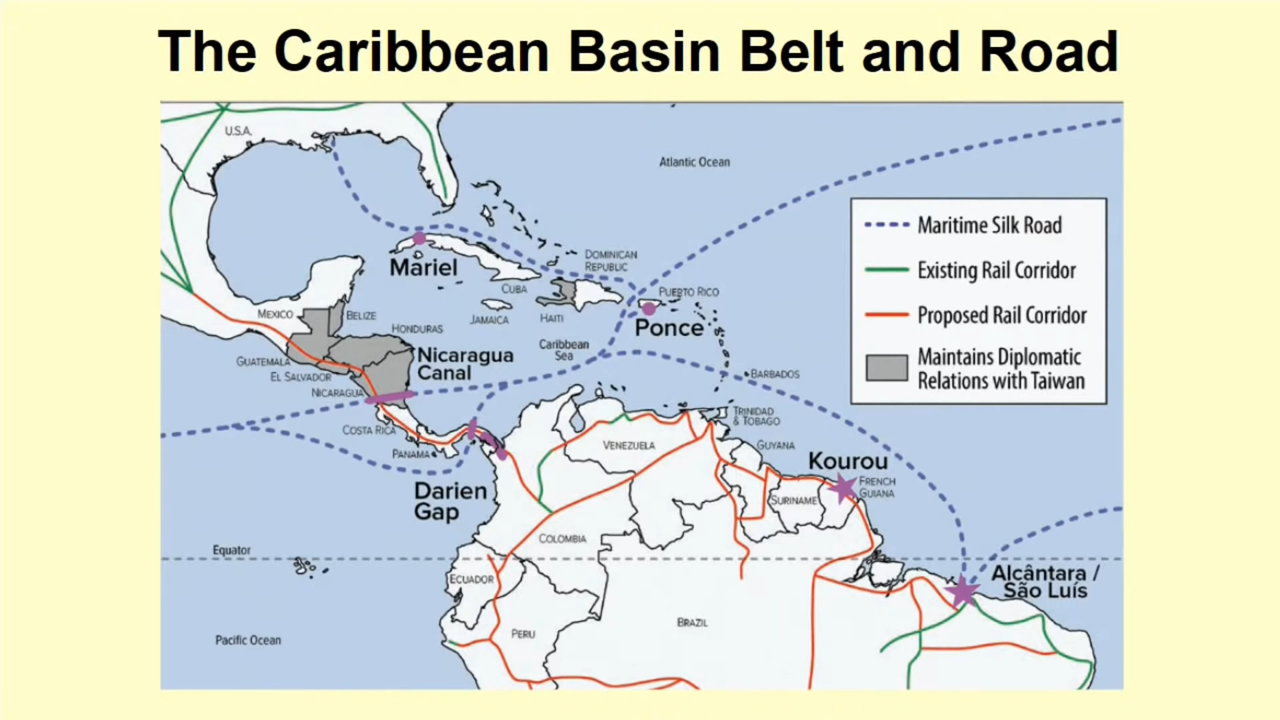 The Caribbean Basin Belt and Road
U.S.A.
Atlantic Ocean
Maritime Silk Road
Existing Rail Corridor
Proposed Rail Corridor
Maintains Diplomatic
Relations with Taiwan
Mariel
DOMINICAN
REPUBLIC
CUBA
PUERTO RICO
MEXICO
BELIZE
JAMAICA
HAITI
Ponce
HONDURAS
Caribbean
Sea
Nicaragua
Canal
GUATEMALA
EL SALVADOR
NICARAGUA
BARBADOS
COSTA RICA
PANAMA
TRINIDAD
& TOBAGO
VENEZUELA
GUYANA
Kourou
FRENCH
GUIANA
SURINAME
Darien
Gap
COLOMBIA
Equator
ECUADOR
Alcântara /
São Luís
Pacific Ocean
PERU
BRAZIL